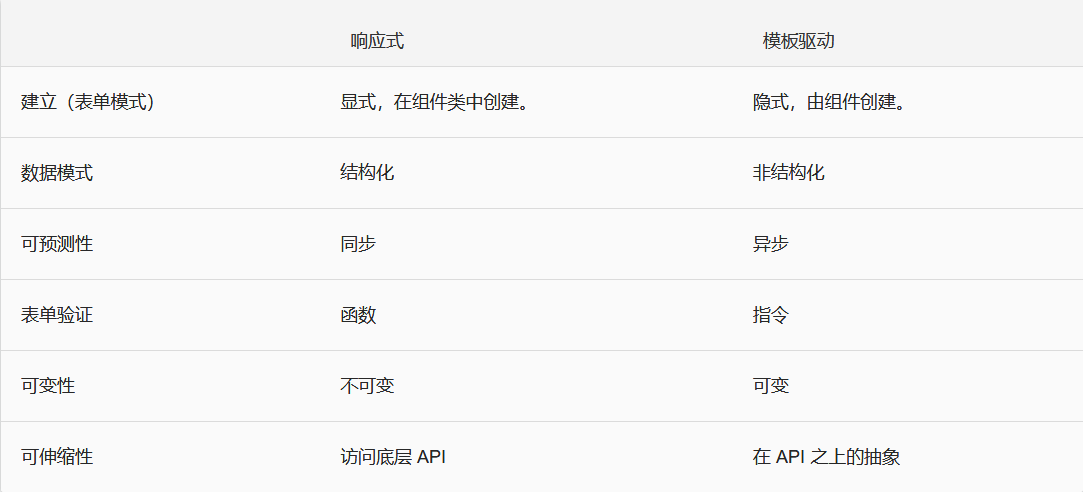 响应式 模板驱动
建立（表单模式） 显式，在组件类中创建。 隐式，由组件创建。
数据模式 结构化 非结构化
可预测性 同步 异步
表单验证 函数 指令
可变性 不可变 可变
可伸缩性 访问底层 API 在 API 之上的抽象